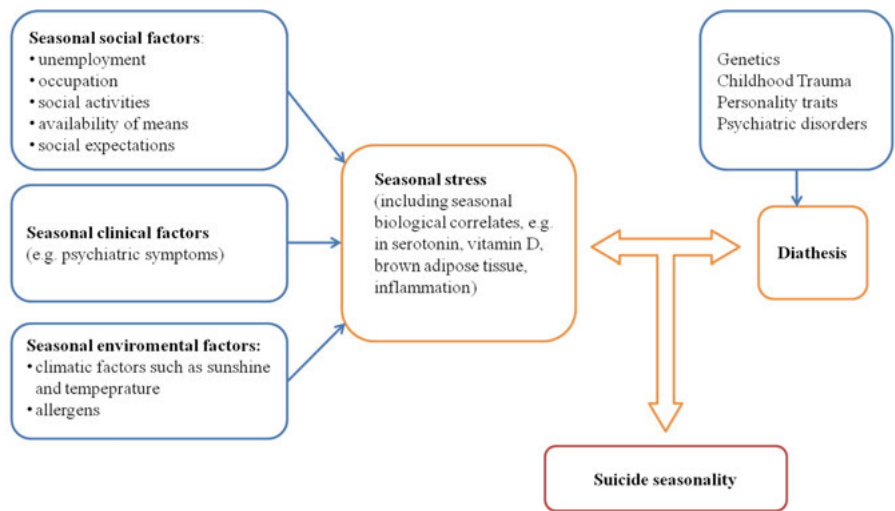 Seasonal social factors:
• unemployment
• occupation
• social activities
• availability of means
• social expectations
Seasonal clinical factors
(e.g. psychiatric symptoms)
Seasonal enviromental factors:
• climatic factors such as sunshine
and tempeprature
• allergens
Seasonal stress
(including seasonal
biological correlates, e.g.
in serotonin, vitamin D,
brown adipose tissue,
inflammation)
Genetics
Childhood Trauma
Personality traits
Psychiatric disorders
Diathesis
Suicide seasonality